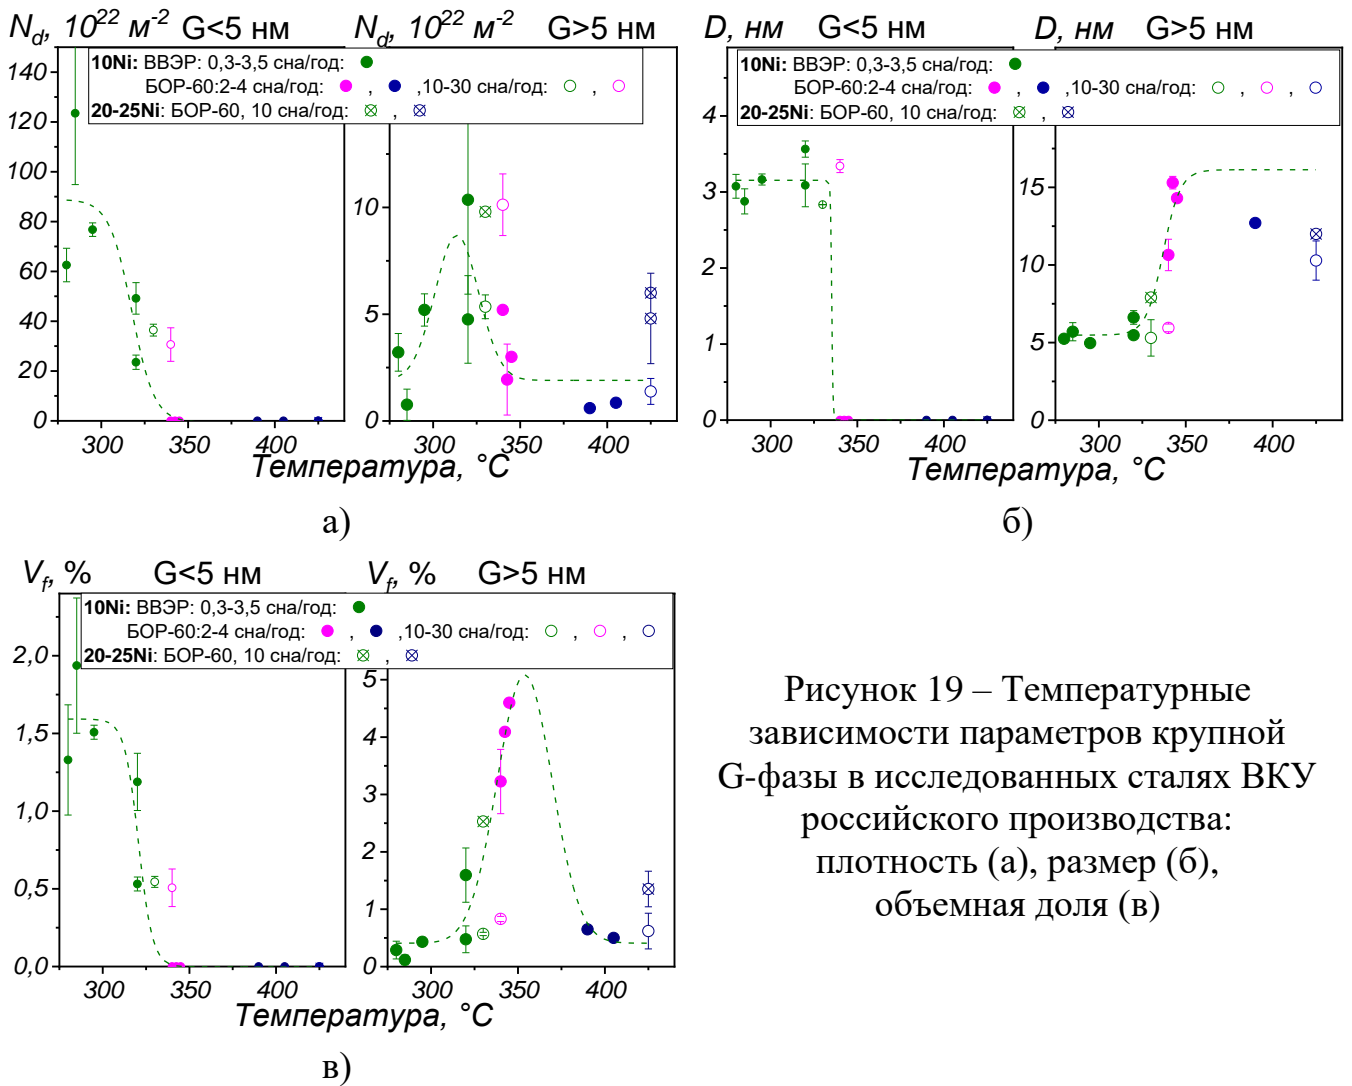 N_d, 10^22 м^-2 G<5 нм N_d, 10^22 м^-2 G>5 нм
10Ni: ВВЭР: 0,3-3,5 сна/год:
БОР-60:2-4 сна/год: , ,10-30 сна/год: , ,
20-25Ni: БОР-60, 10 сна/год: ,
140
120
100
80
60
40
20
0
10
5
0
300 350 400 300 350 400
Температура, °C
а)
D, нм G<5 нм D, нм G>5 нм
10Ni: ВВЭР: 0,3-3,5 сна/год:
БОР-60:2-4 сна/год: , ,10-30 сна/год: , ,
20-25Ni: БОР-60, 10 сна/год: ,
4
3
2
1
0
15
10
5
0
300 350 400 300 350 400
Температура, °C
б)
V_f, % G<5 нм V_f, % G>5 нм
10Ni: ВВЭР: 0,3-3,5 сна/год:
БОР-60:2-4 сна/год: , ,10-30 сна/год: , ,
20-25Ni: БОР-60, 10 сна/год: ,
2,0
1,5
1,0
0,5
0,0
5
4
3
2
1
0
300 350 400 300 350 400
Температура, °C
в)
Рисунок 19 – Температурные
зависимости параметров крупной
G-фазы в исследованных сталях ВКУ
российского производства:
плотность (а), размер (б),
объемная доля (в)